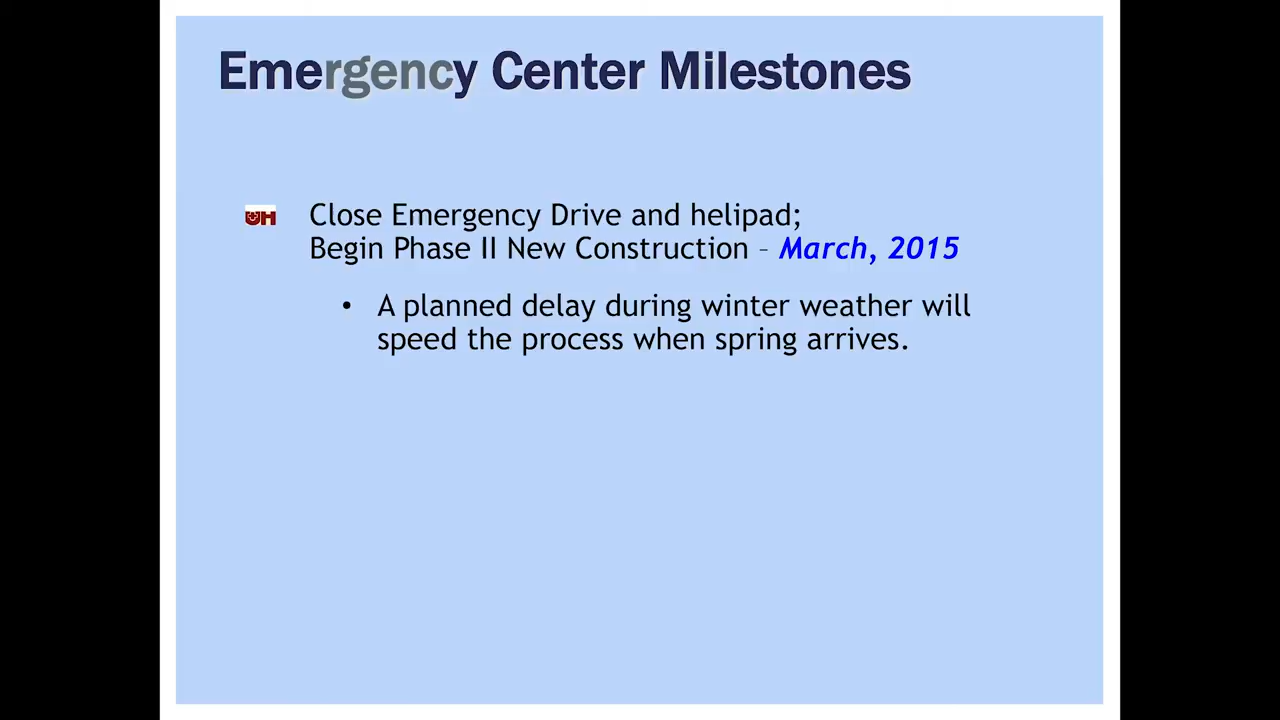 Emergency Center Milestones
UH
Close Emergency Drive and helipad;
Begin Phase II New Construction – March, 2015
• A planned delay during winter weather will
speed the process when spring arrives.